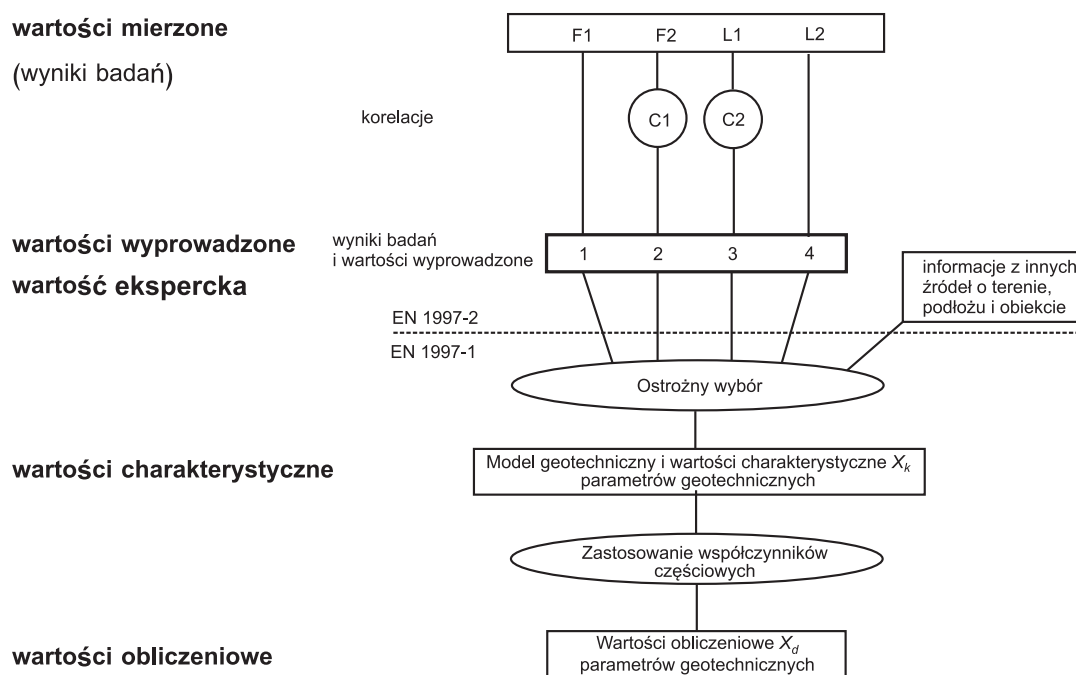 wartości mierzone
(wyniki badań)
F1 F2 L1 L2
korelacje
C1 C2
wartości wyprowadzone
wartość ekspercka
wyniki badań
i wartości wyprowadzone
1 2 3 4
informacje z innych
źródeł o terenie,
podłożu i obiekcie
EN 1997-2
EN 1997-1
Ostrożny wybór
wartości charakterystyczne
Model geotechniczny i wartości charakterystyczne Xk
parametrów geotechnicznych
Zastosowanie współczynników
częściowych
wartości obliczeniowe
Wartości obliczeniowe Xd
parametrów geotechnicznych